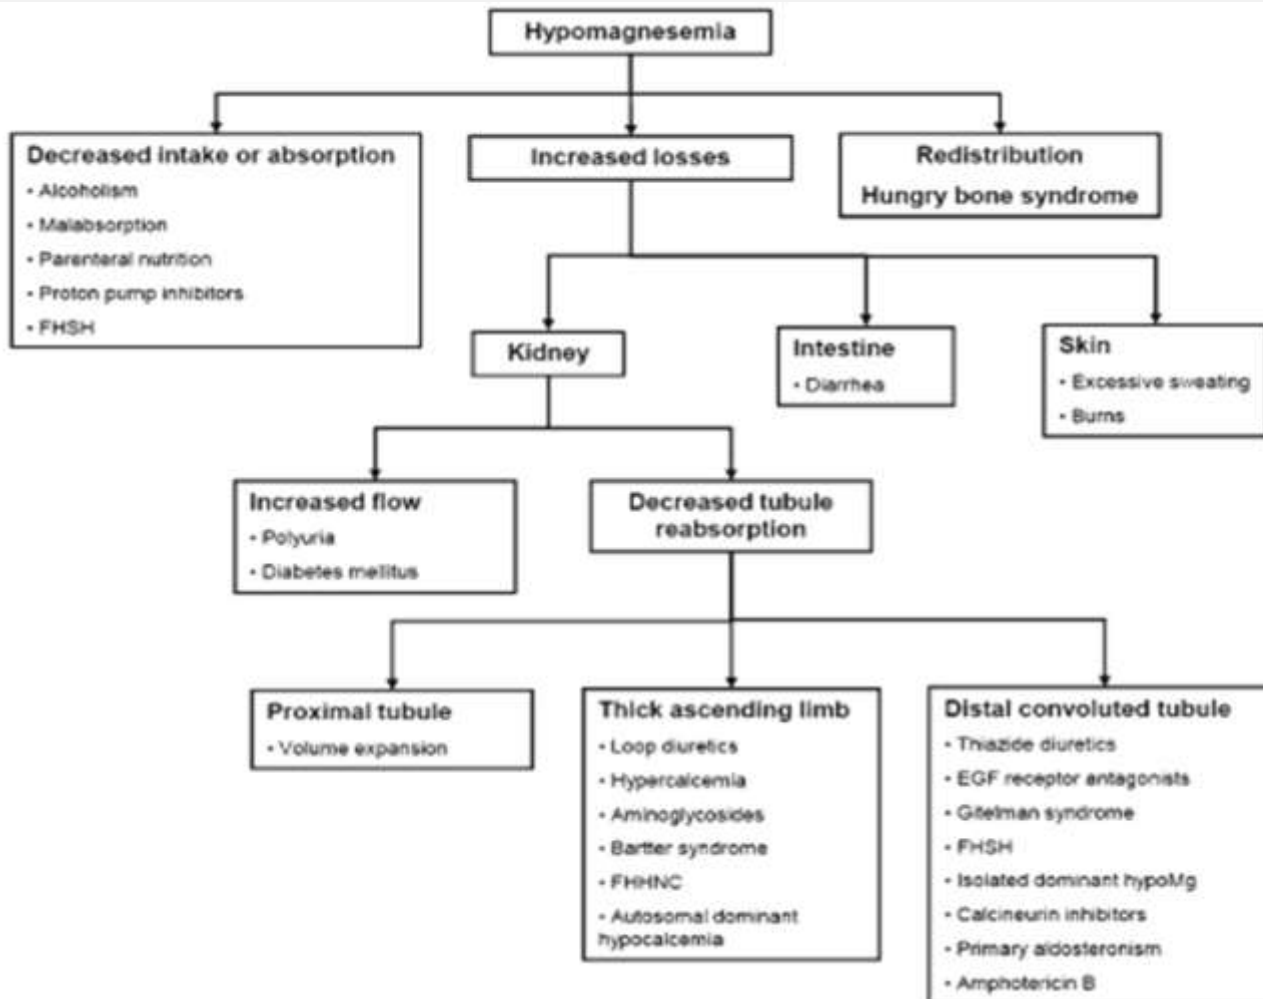 Hypomagnesemia
Decreased intake or absorption
• Alcoholism
• Malabsorption
• Parenteral nutrition
• Proton pump inhibitors
• FHSH
Increased losses
Redistribution
Hungry bone syndrome
Kidney
Intestine
• Diarrhea
Skin
• Excessive sweating
• Burns
Increased flow
• Polyuria
• Diabetes mellitus
Decreased tubule
reabsorption
Proximal tubule
• Volume expansion
Thick ascending limb
• Loop diuretics
• Hypercalcemia
• Aminoglycosides
• Bartter syndrome
• FHHNC
• Autosomal dominant
hypocalcemia
Distal convoluted tubule
• Thiazide diuretics
• EGF receptor antagonists
• Gitelman syndrome
• FHSH
• Isolated dominant hypoMg
• Calcineurin inhibitors
• Primary aldosteronism
• Amphotericin B